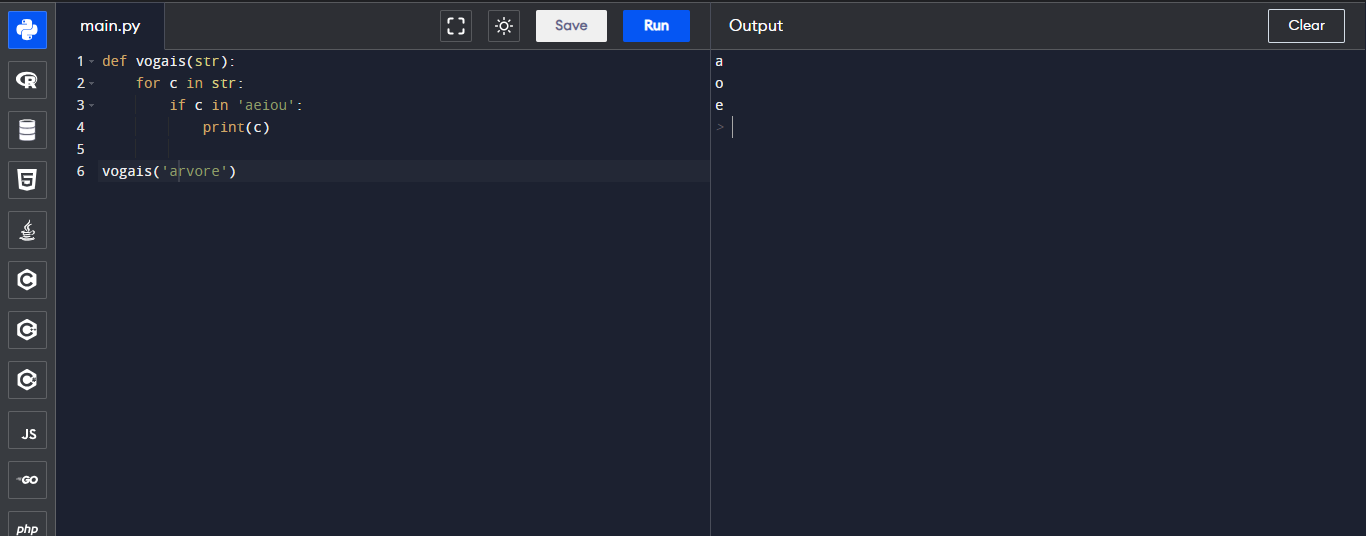 main.py Save Run Output Clear
1 def vogais(str):
2     for c in str:
3         if c in 'aeiou':
4             print(c)
5
6 vogais('arvore')
a
o
e
>
R
5
C
C
C
JS
GO
php